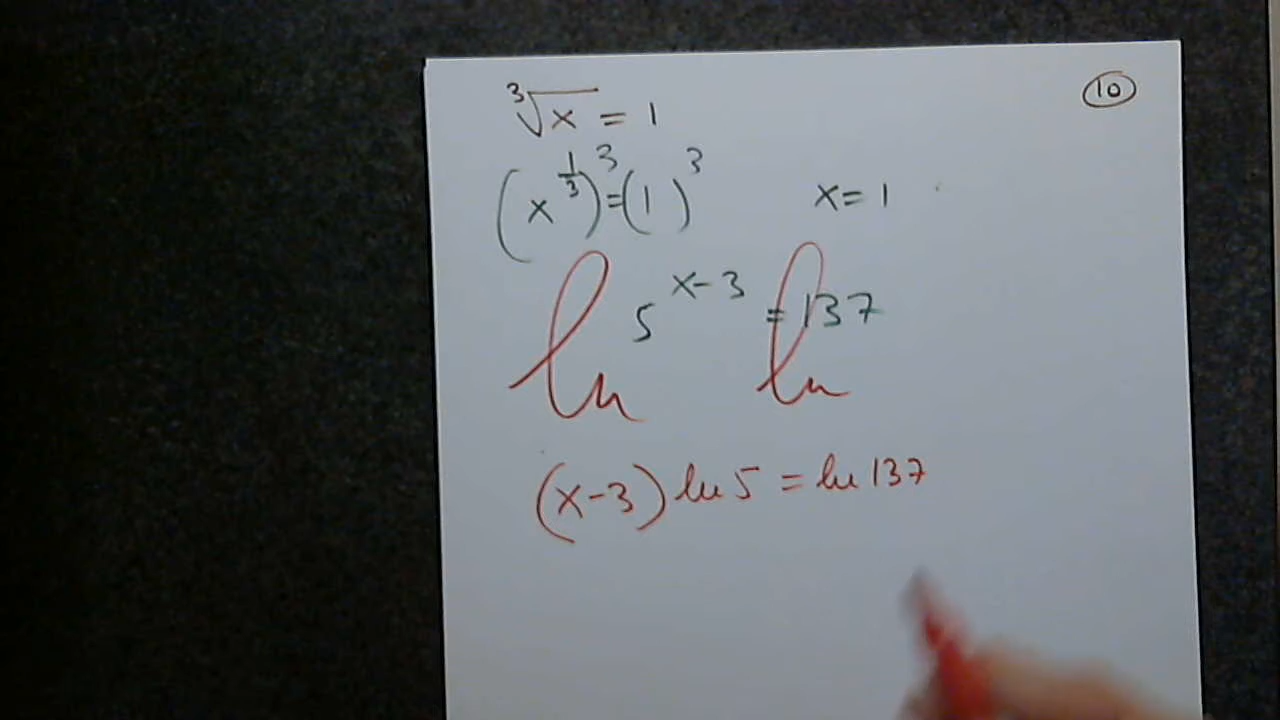 10
∛x = 1
(x^(1/3))^3 = (1)^3   x = 1
ln 5^(x-3) = ln 137
(x-3) ln 5 = ln 137